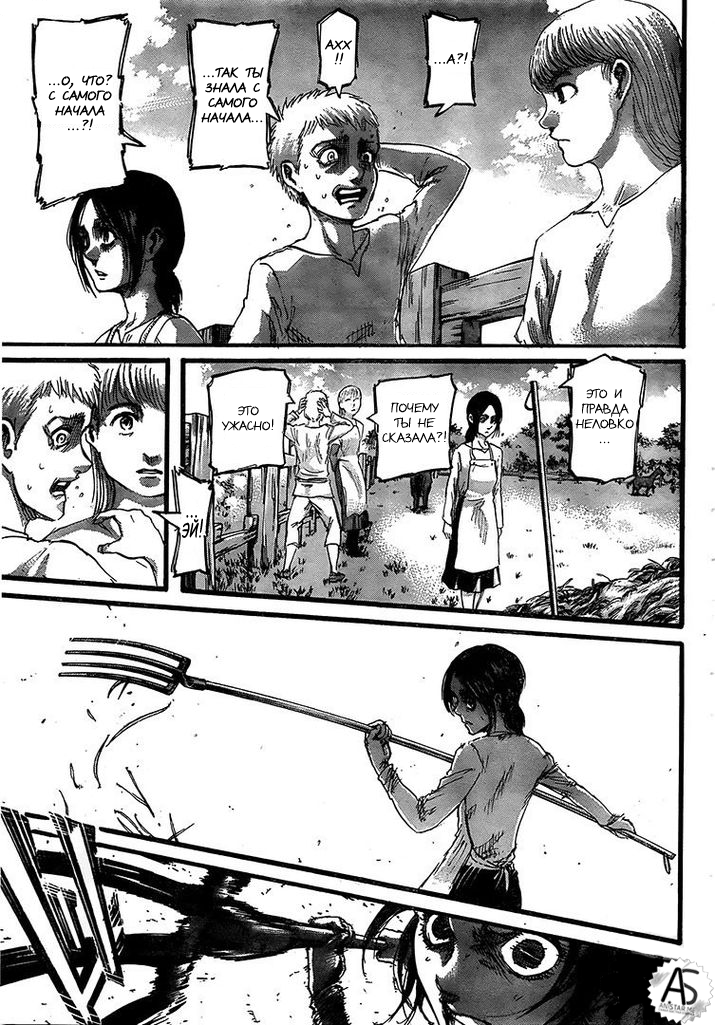 ...А?!
АХХ
!!
...ТАК ТЫ
ЗНАЛА С
САМОГО
НАЧАЛА...
...О, ЧТО?
С САМОГО
НАЧАЛА
...?!
ЭТО И
ПРАВДА
НЕЛОВКО
...
ПОЧЕМУ
ТЫ НЕ
СКАЗАЛА?!
ЭТО
УЖАСНО!
...
ЭЙ!
AS